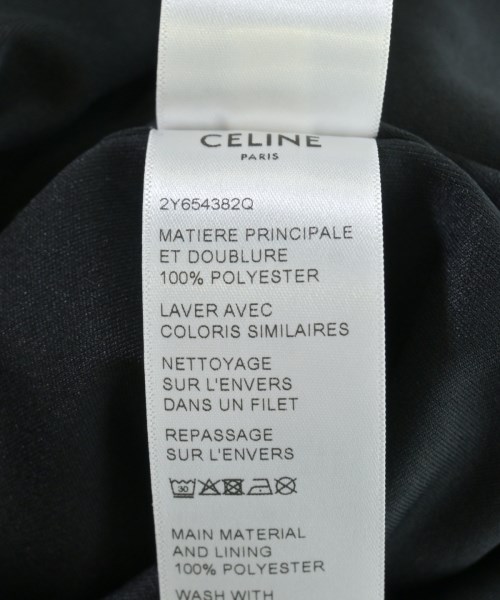 CELINE
PARIS
2Y654382Q
MATIERE PRINCIPALE
ET DOUBLURE
100% POLYESTER
LAVER AVEC
COLORIS SIMILAIRES
NETTOYAGE
SUR L'ENVERS
DANS UN FILET
REPASSAGE
SUR L'ENVERS
30
MAIN MATERIAL
AND LINING
100% POLYESTER
WASH WITH